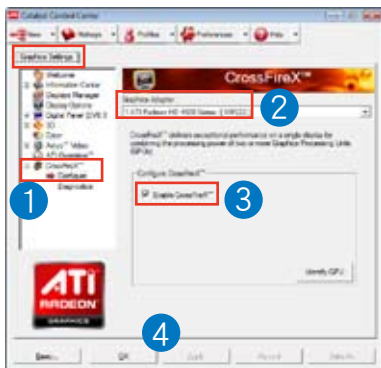 Catalyst Control Center
View
Hotkeys
Profiles
Preferences
Help
Graphics Settings
Welcome
Information Center
Displays Manager
Display Options
Digital Panel (DVI)
3D
Color
Avivo™ Video
ATI Overdrive™
CrossFireX™
Configure
Diagnostics
CrossFireX™
Graphics Adapter
2
CrossFireX™ delivers exceptional performance on a single display by
combining the processing power of two or more Graphics Processing Units
(GPUs).
1
Configure CrossFireX™
Enable CrossFireX™
3
Identify GPU
ATI
RADEON
GRAPHICS
4
OK
Apply
Defaults